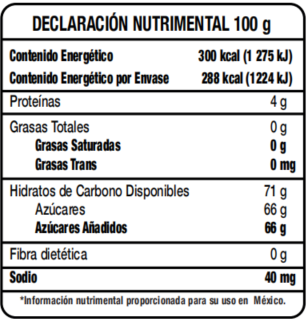 DECLARACIÓN NUTRIMENTAL 100 g
Contenido Energético 300 kcal (1 275 kJ)
Contenido Energético por Envase 288 kcal (1224 kJ)
Proteínas 4 g
Grasas Totales 0 g
Grasas Saturadas 0 g
Grasas Trans 0 mg
Hidratos de Carbono Disponibles 71 g
Azúcares 66 g
Azúcares Añadidos 66 g
Fibra dietética 0 g
Sodio 40 mg
*Información nutrimental proporcionada para su uso en México.